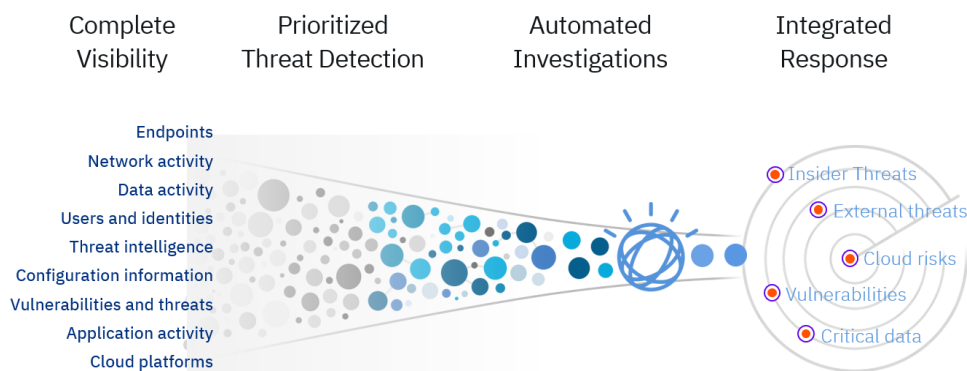 Complete
Visibility
Prioritized
Threat Detection
Automated
Investigations
Integrated
Response
Endpoints
Network activity
Data activity
Users and identities
Threat intelligence
Configuration information
Vulnerabilities and threats
Application activity
Cloud platforms
Insider Threats
External threats
Cloud risks
Vulnerabilities
Critical data